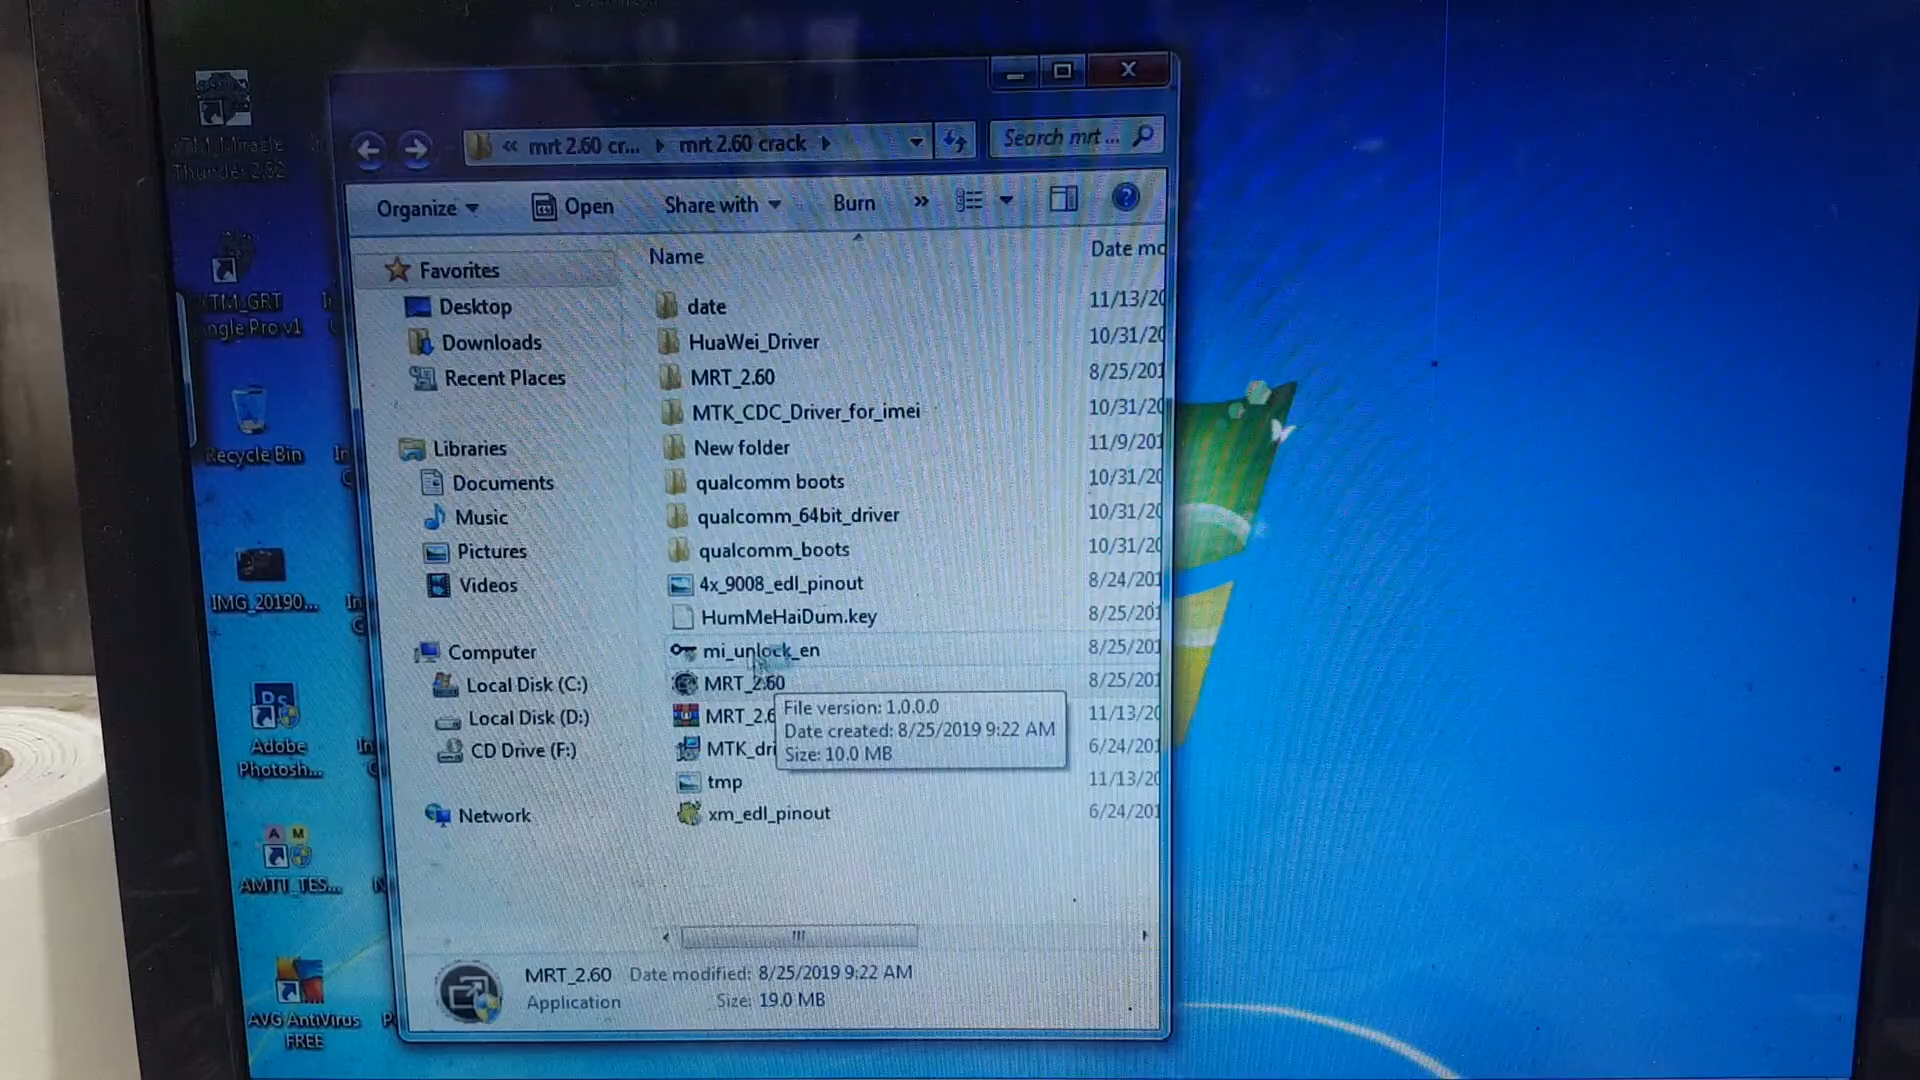 « mrt 2.60 cr... ▸ mrt 2.60 crack ▸
Search mrt ...
Organize
Open
Share with
Burn
»
Name
Date mo
Favorites
Desktop
Downloads
Recent Places
Libraries
Documents
Music
Pictures
Videos
Computer
Local Disk (C:)
Local Disk (D:)
CD Drive (F:)
Network
date 11/13/20
HuaWei_Driver 10/31/20
MRT_2.60 8/25/201
MTK_CDC_Driver_for_imei 10/31/20
New folder 11/9/201
qualcomm boots 10/31/20
qualcomm_64bit_driver 10/31/20
qualcomm_boots 10/31/20
4x_9008_edl_pinout 8/24/201
HumMeHaiDum.key 8/25/201
mi_unlock_en 8/25/201
MRT_2.60 8/25/201
MRT_2.6 11/13/20
MTK_dri 6/24/201
tmp 11/13/20
xm_edl_pinout 6/24/201
File version: 1.0.0.0
Date created: 8/25/2019 9:22 AM
Size: 10.0 MB
MRT_2.60 Date modified: 8/25/2019 9:22 AM
Application Size: 19.0 MB
Thunder 2.82
TM_GRT
ngle Pro v1
Recycle Bin
IMG_20190...
Ps
Adobe
Photosh...
A M
AMTT_TES...
AVG AntiVirus
FREE